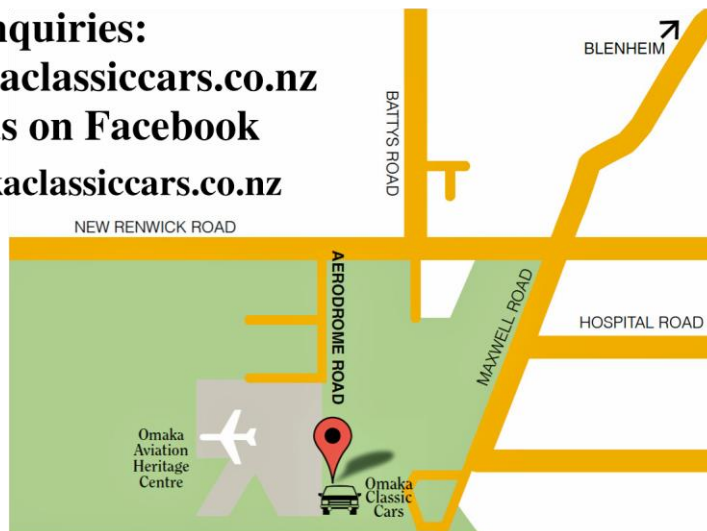 nquiries:
aclassiccars.co.nz
s on Facebook
kaclassiccars.co.nz
BLENHEIM
BATTYS ROAD
NEW RENWICK ROAD
AERODROME ROAD
MAXWELL ROAD
HOSPITAL ROAD
Omaka
Aviation
Heritage
Centre
Omaka
Classic
Cars